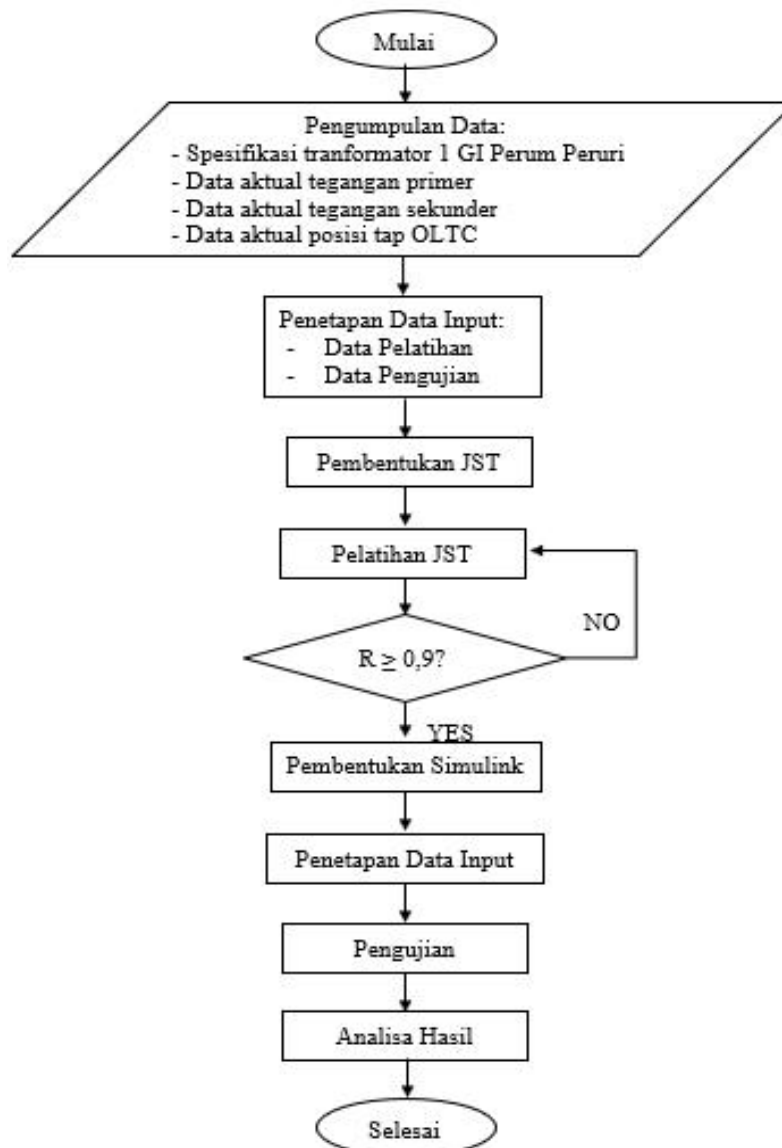 Mulai
Pengumpulan Data:
- Spesifikasi tranformator 1 GI Perum Peruri
- Data aktual tegangan primer
- Data aktual tegangan sekunder
- Data aktual posisi tap OLTC
Penetapan Data Input:
- Data Pelatihan
- Data Pengujian
Pembentukan JST
Pelatihan JST
NO
R ≥ 0,9?
YES
Pembentukan Simulink
Penetapan Data Input
Pengujian
Analisa Hasil
Selesai